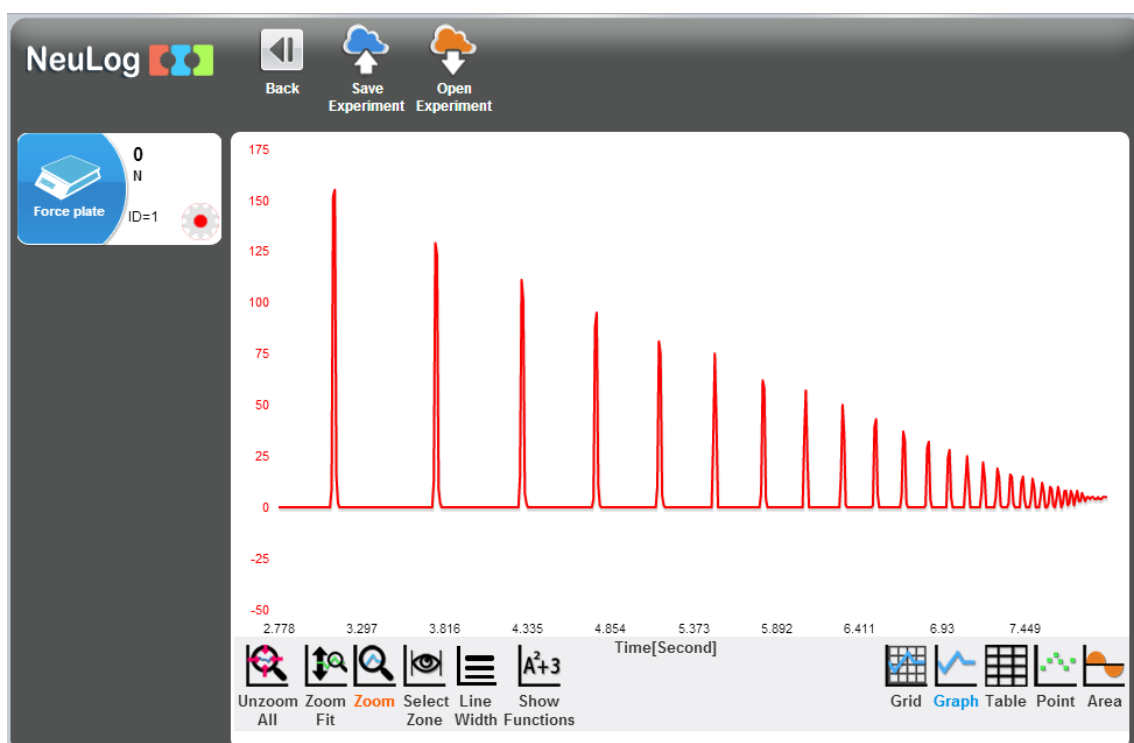 NeuLog
Back
Save
Experiment
Open
Experiment
Force plate
0
N
ID=1
175
150
125
100
75
50
25
0
-25
-50
2.778 3.297 3.816 4.335 4.854 5.373 5.892 6.411 6.93 7.449
Time[Second]
A²+3
Unzoom
All
Zoom
Fit
Zoom
Select
Zone
Line
Width
Show
Functions
Grid
Graph
Table
Point
Area